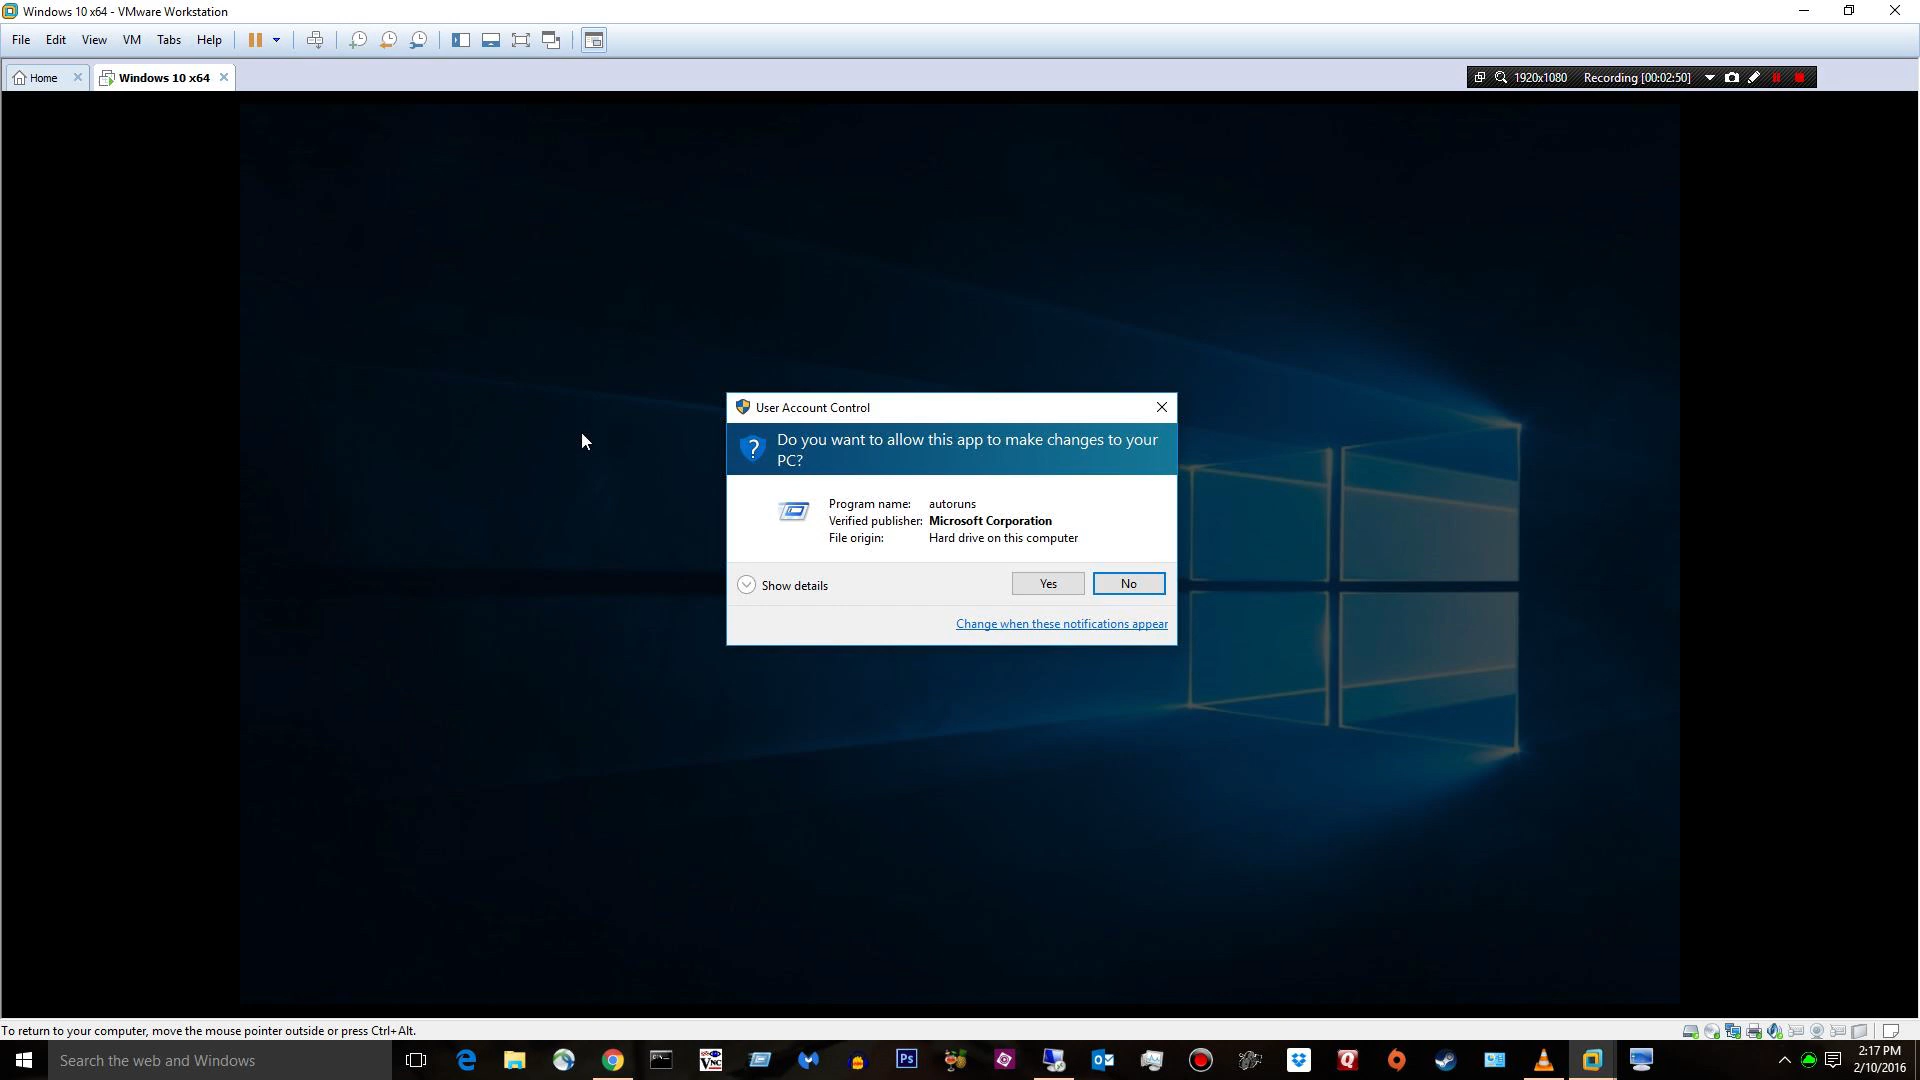 Windows 10 x64 - VMware Workstation
File Edit View VM Tabs Help
Home Windows 10 x64
1920x1080 Recording [00:02:50]
User Account Control
Do you want to allow this app to make changes to your
PC?
Program name: autoruns
Verified publisher: Microsoft Corporation
File origin: Hard drive on this computer
Show details Yes No
Change when these notifications appear
To return to your computer, move the mouse pointer outside or press Ctrl+Alt.
Search the web and Windows
VNC
Ps
2:17 PM
2/10/2016